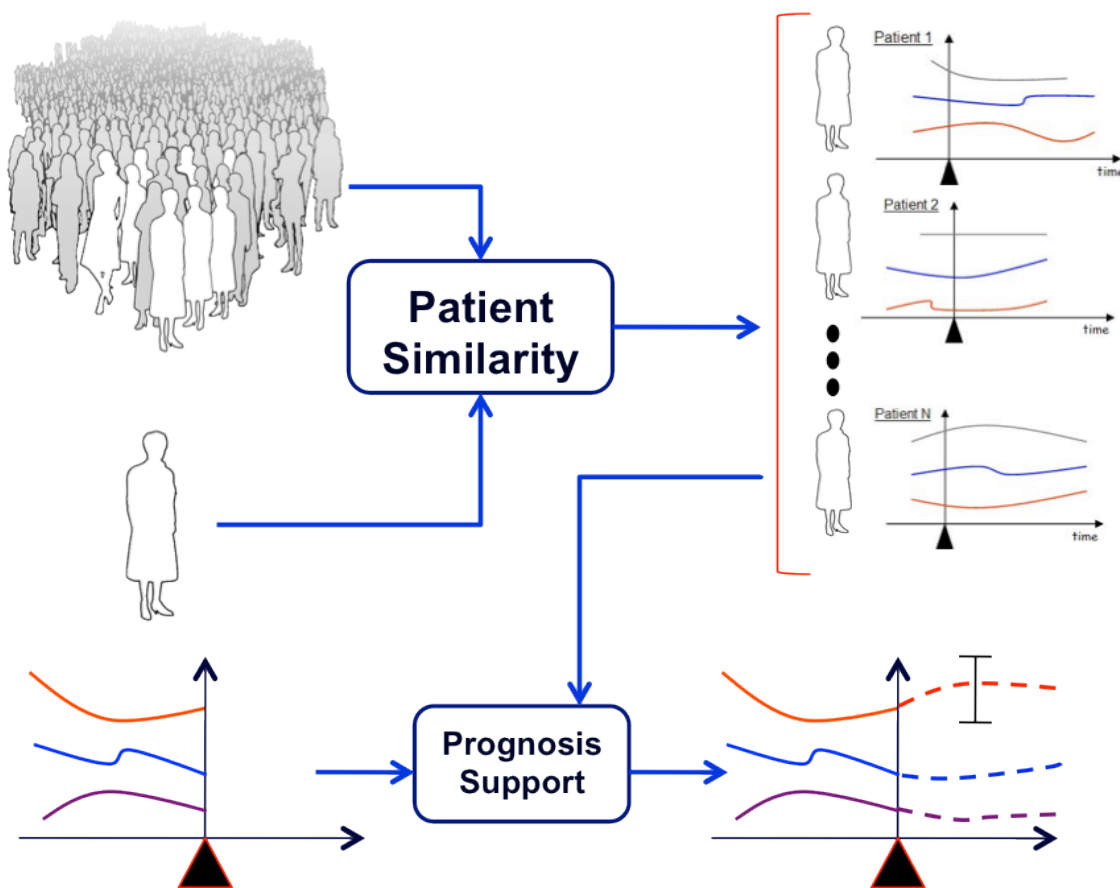 Patient 1
time
Patient
Similarity
Patient 2
time
Patient N
time
Prognosis
Support